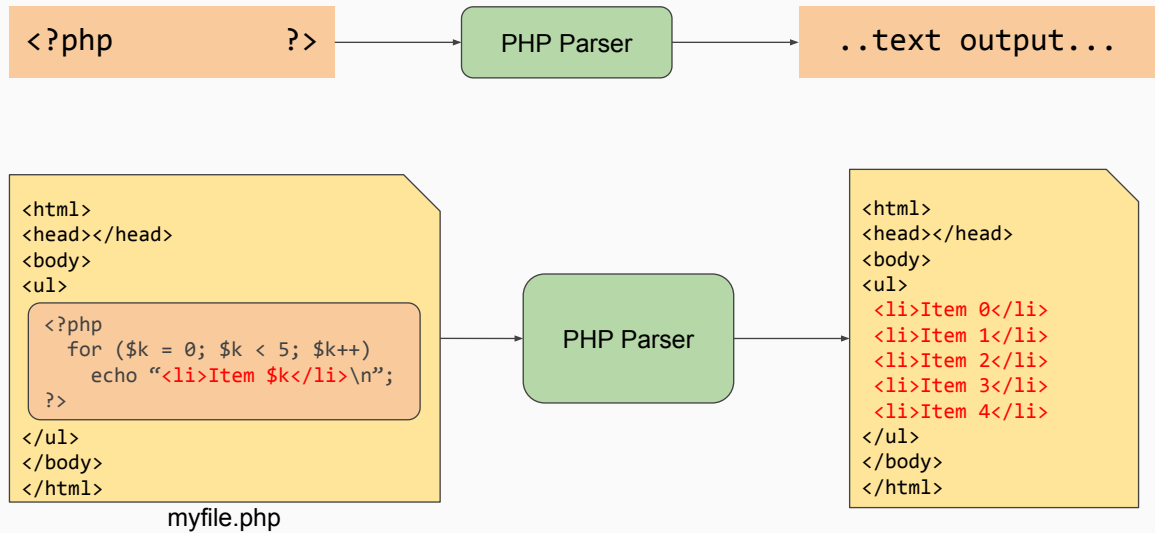 <?php ?>
PHP Parser
..text output...
<html>
<head></head>
<body>
<ul>
<?php
for ($k = 0; $k < 5; $k++)
echo “<li>Item $k</li>\n”;
?>
</ul>
</body>
</html>
myfile.php
PHP Parser
<html>
<head></head>
<body>
<ul>
<li>Item 0</li>
<li>Item 1</li>
<li>Item 2</li>
<li>Item 3</li>
<li>Item 4</li>
</ul>
</body>
</html>